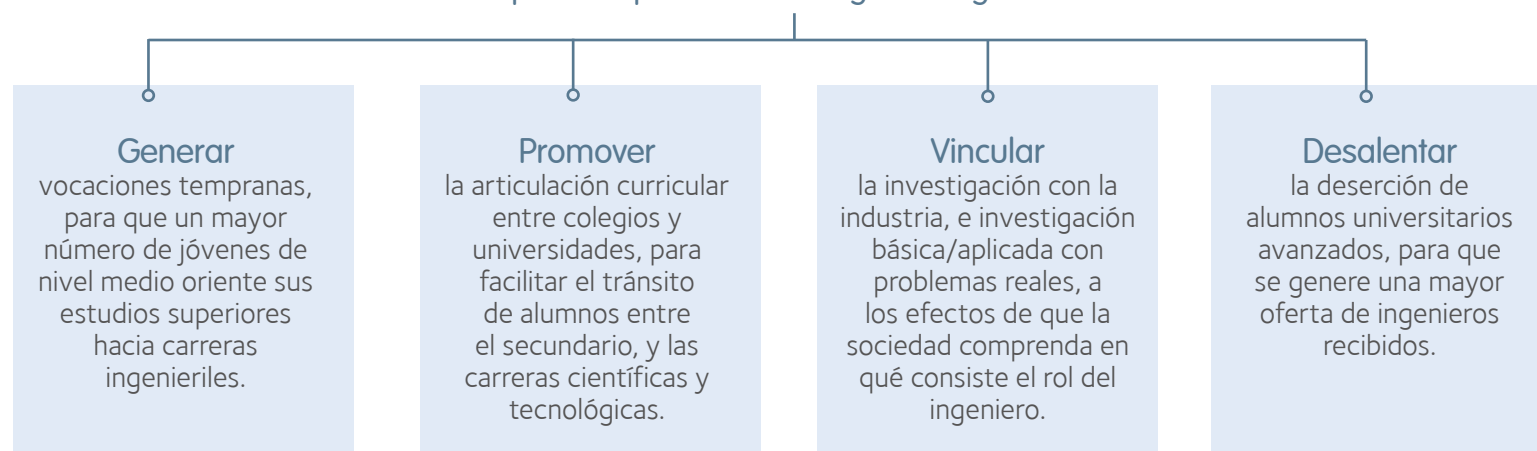 Generar
vocaciones tempranas,
para que un mayor
número de jóvenes de
nivel medio oriente sus
estudios superiores
hacia carreras
ingenieriles.
Promover
la articulación curricular
entre colegios y
universidades, para
facilitar el tránsito
de alumnos entre
el secundario, y las
carreras científicas y
tecnológicas.
Vincular
la investigación con la
industria, e investigación
básica/aplicada con
problemas reales, a
los efectos de que la
sociedad comprenda en
qué consiste el rol del
ingeniero.
Desalentar
la deserción de
alumnos universitarios
avanzados, para que
se genere una mayor
oferta de ingenieros
recibidos.